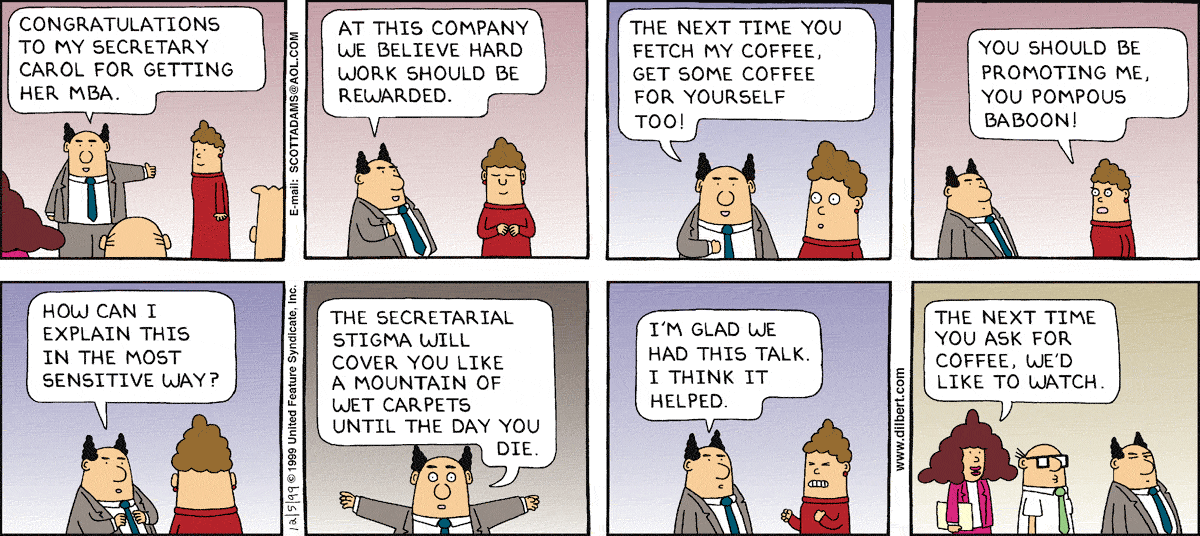 CONGRATULATIONS
TO MY SECRETARY
CAROL FOR GETTING
HER MBA.
E-mail: SCOTTADAMS@AOL.COM
AT THIS COMPANY
WE BELIEVE HARD
WORK SHOULD BE
REWARDED.
THE NEXT TIME YOU
FETCH MY COFFEE,
GET SOME COFFEE
FOR YOURSELF
TOO!
YOU SHOULD BE
PROMOTING ME,
YOU POMPOUS
BABOON!
HOW CAN I
EXPLAIN THIS
IN THE MOST
SENSITIVE WAY?
12/5/99 © 1999 United Feature Syndicate, Inc.
THE SECRETARIAL
STIGMA WILL
COVER YOU LIKE
A MOUNTAIN OF
WET CARPETS
UNTIL THE DAY YOU
DIE.
I'M GLAD WE
HAD THIS TALK.
I THINK IT
HELPED.
www.dilbert.com
THE NEXT TIME
YOU ASK FOR
COFFEE, WE'D
LIKE TO WATCH.